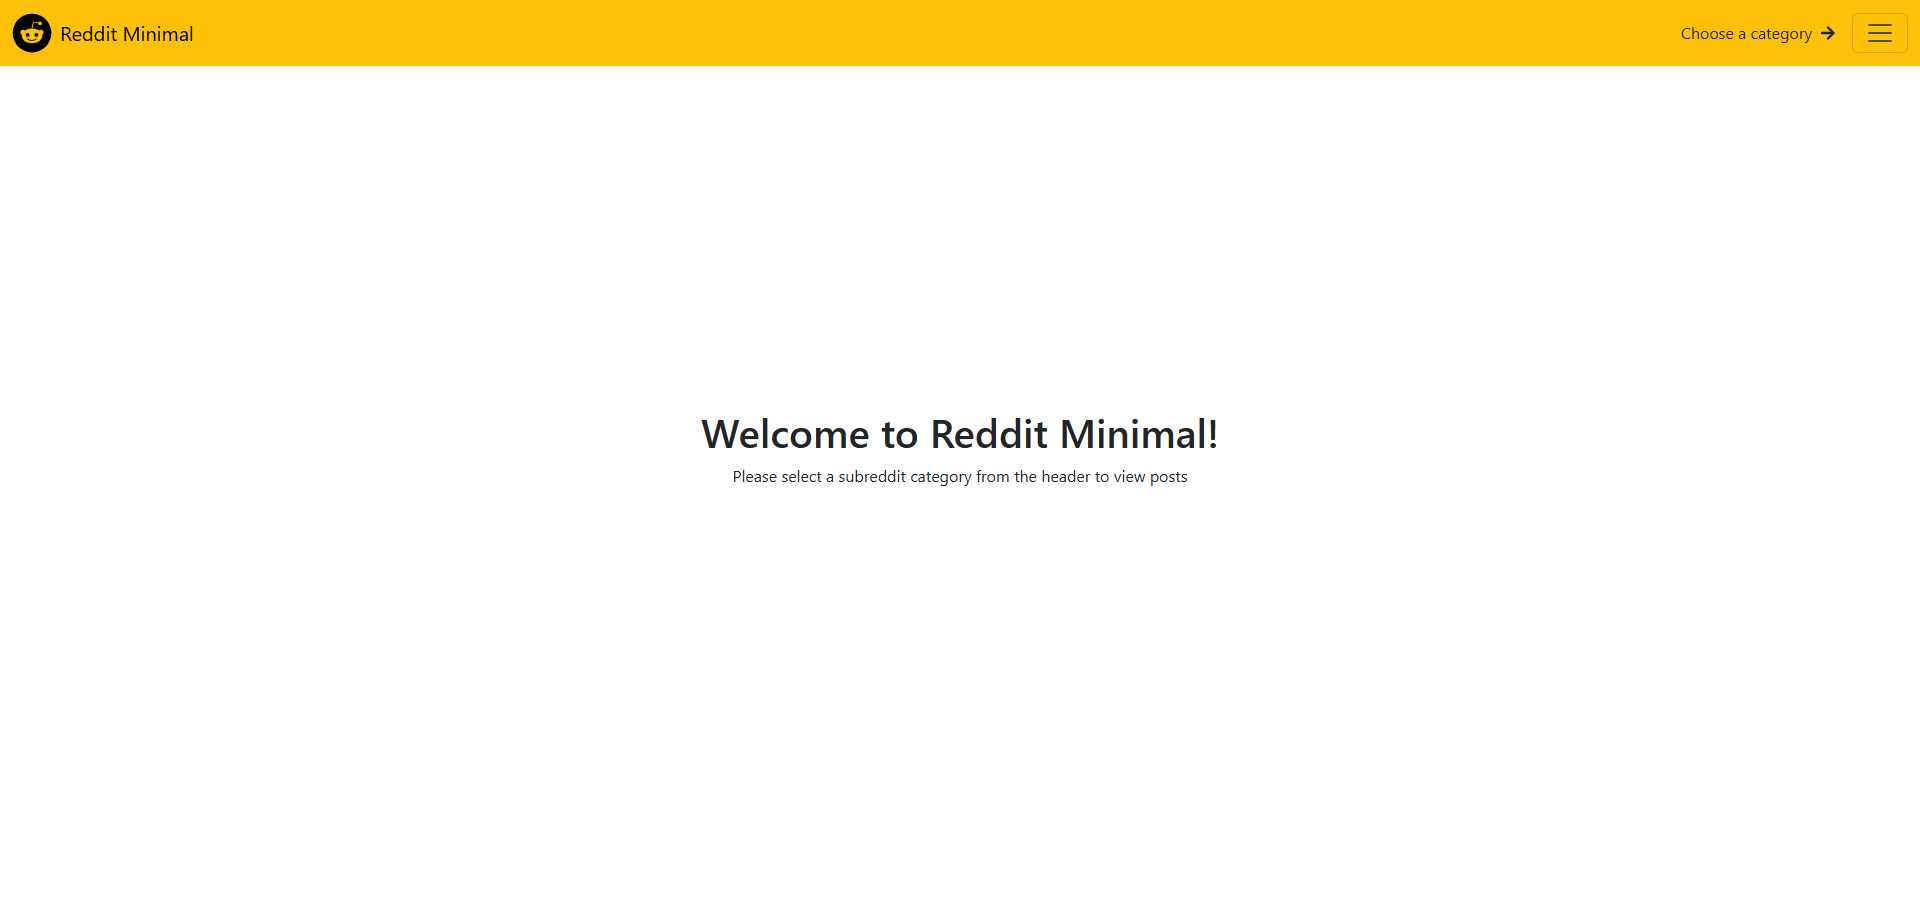 Reddit Minimal
Choose a category
Welcome to Reddit Minimal!
Please select a subreddit category from the header to view posts